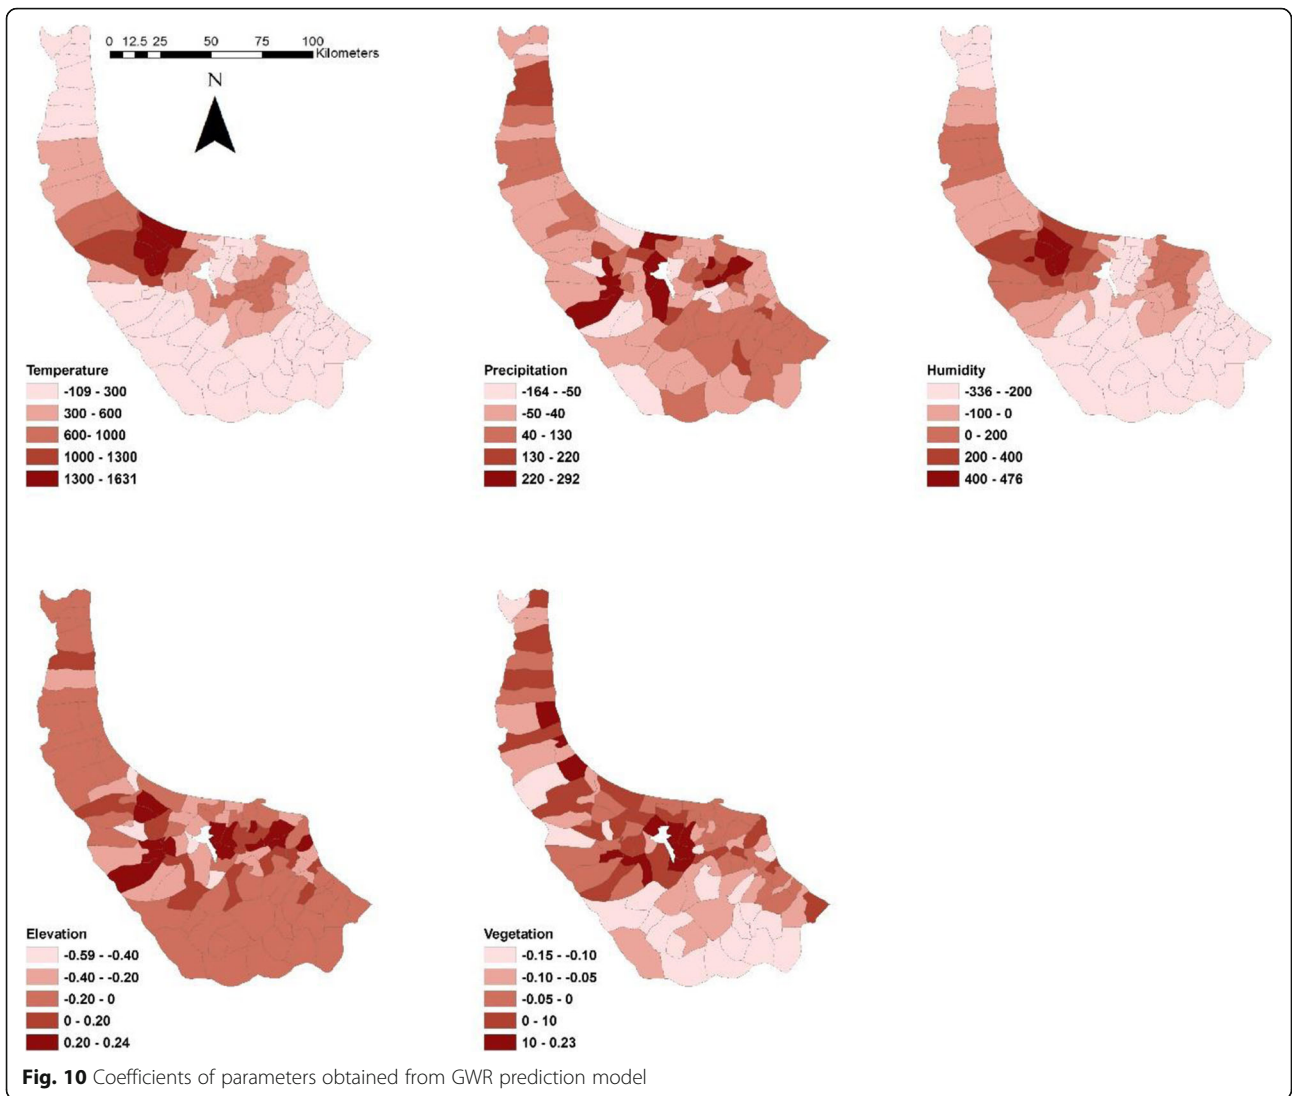 0 12.5 25 50 75 100
Kilometers
N
Temperature
-109 - 300
300 - 600
600- 1000
1000 - 1300
1300 - 1631
Precipitation
-164 - -50
-50 -40
40 - 130
130 - 220
220 - 292
Humidity
-336 - -200
-100 - 0
0 - 200
200 - 400
400 - 476
Elevation
-0.59 - -0.40
-0.40 - -0.20
-0.20 - 0
0 - 0.20
0.20 - 0.24
Vegetation
-0.15 - -0.10
-0.10 - -0.05
-0.05 - 0
0 - 10
10 - 0.23
Fig. 10 Coefficients of parameters obtained from GWR prediction model